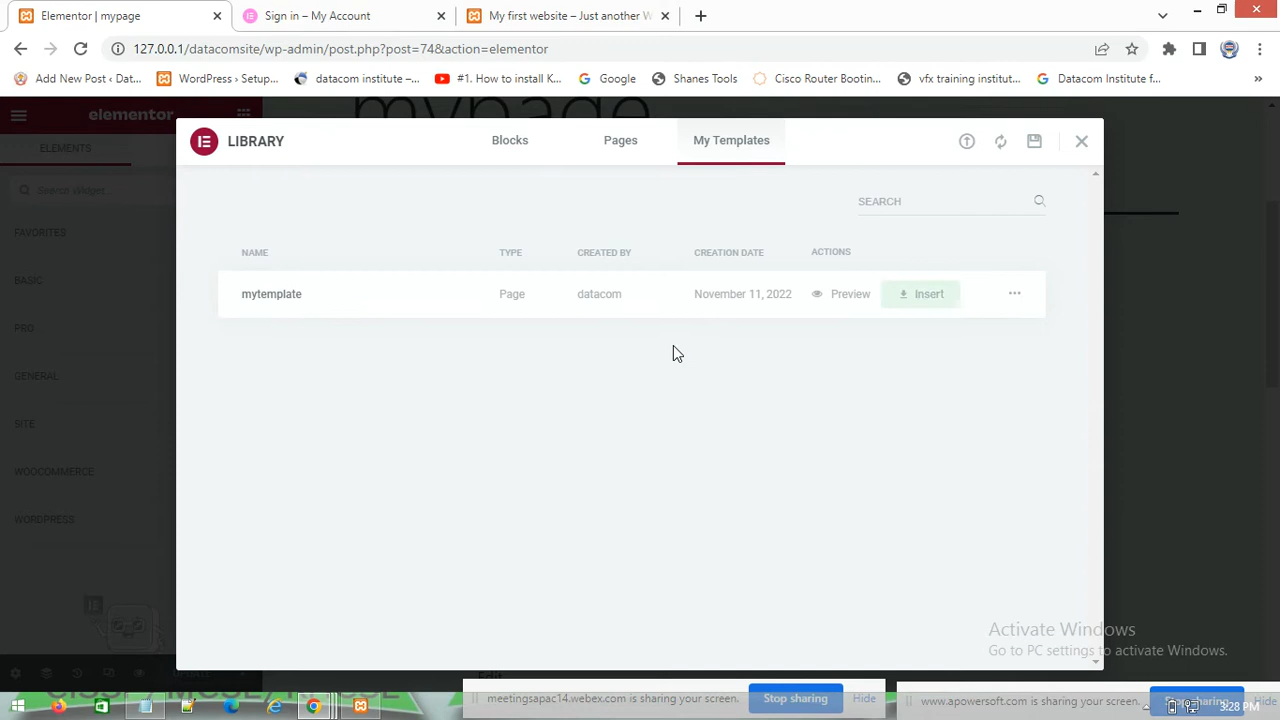 Elementor | mypage
Sign in – My Account
My first website – Just another W
127.0.0.1/datacomsite/wp-admin/post.php?post=74&action=elementor
Add New Post ‹ Dat...
WordPress › Setup...
datacom institute –...
#1. How to install K...
Google
Shanes Tools
Cisco Router Bootin...
vfx training institut...
Datacom Institute f...
»
mypage
elementor
ELEMENTS
Search Widget...
FAVORITES
BASIC
PRO
GENERAL
SITE
WOOCOMMERCE
WORDPRESS
UPDATE
LIBRARY
Blocks
Pages
My Templates
SEARCH
NAME
TYPE
CREATED BY
CREATION DATE
ACTIONS
mytemplate
Page
datacom
November 11, 2022
Preview
Insert
Activate Windows
Go to PC settings to activate Windows.
meetingsapac14.webex.com is sharing your screen.
Stop sharing
Hide
www.apowersoft.com is sharing your screen.
Hide
3:28 PM